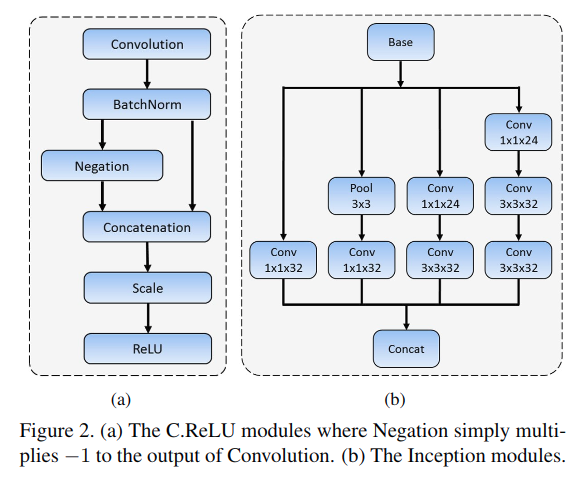 Convolution
BatchNorm
Negation
Concatenation
Scale
ReLU
(a)
Base
Conv
1x1x24
Pool
3x3
Conv
1x1x24
Conv
3x3x32
Conv
1x1x32
Conv
1x1x32
Conv
3x3x32
Conv
3x3x32
Concat
(b)
Figure 2. (a) The C.ReLU modules where Negation simply multi-
plies −1 to the output of Convolution. (b) The Inception modules.